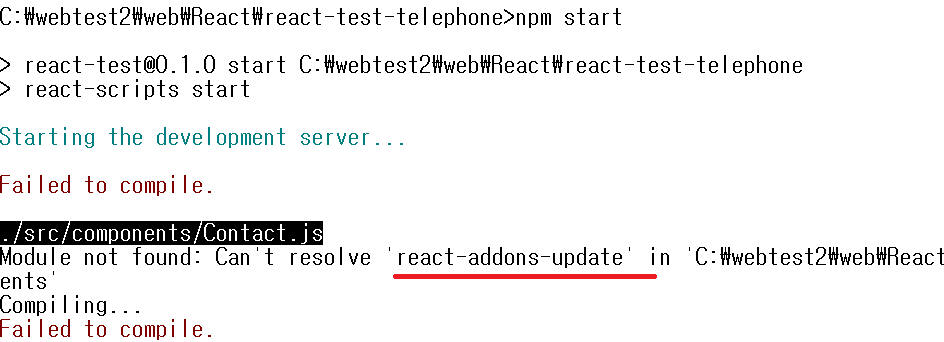 C:₩webtest2₩web₩React₩react-test-telephone>npm start
> react-test@0.1.0 start C:₩webtest2₩web₩React₩react-test-telephone
> react-scripts start
Starting the development server...
Failed to compile.
./src/components/Contact.js
Module not found: Can't resolve 'react-addons-update' in 'C:₩webtest2₩web₩React
ents'
Compiling...
Failed to compile.